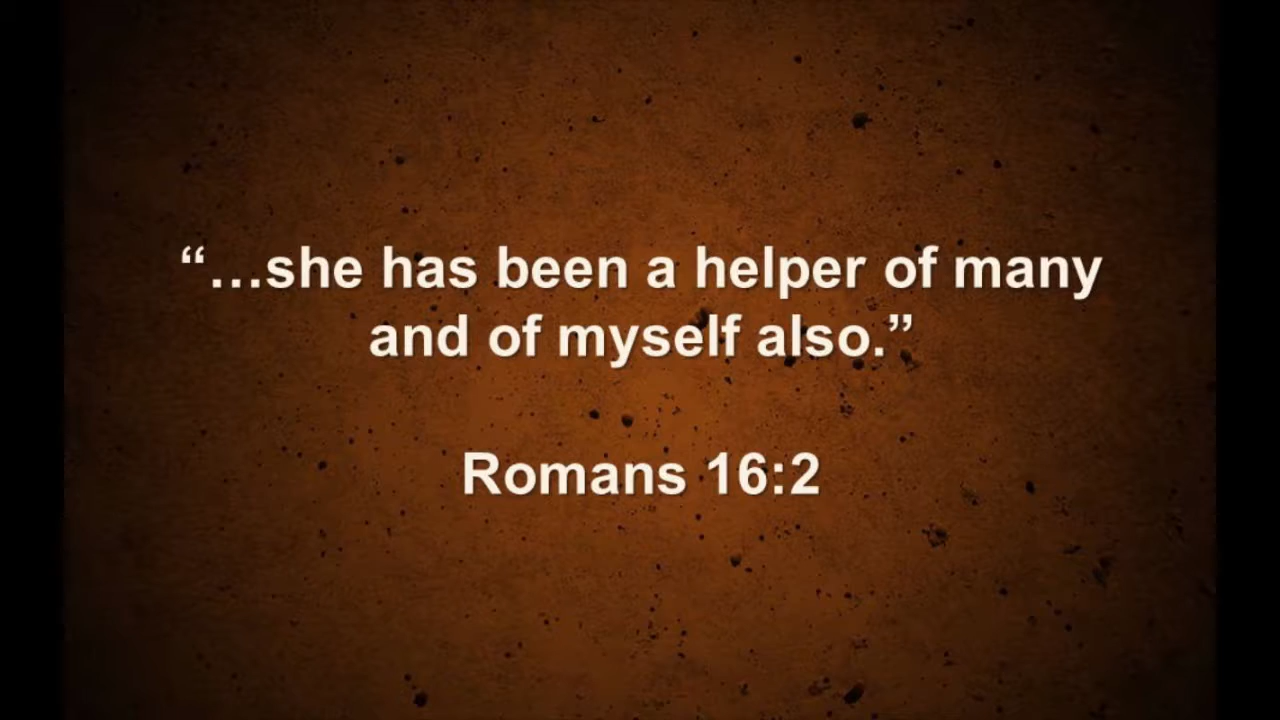 “…she has been a helper of many
and of myself also.”
Romans 16:2